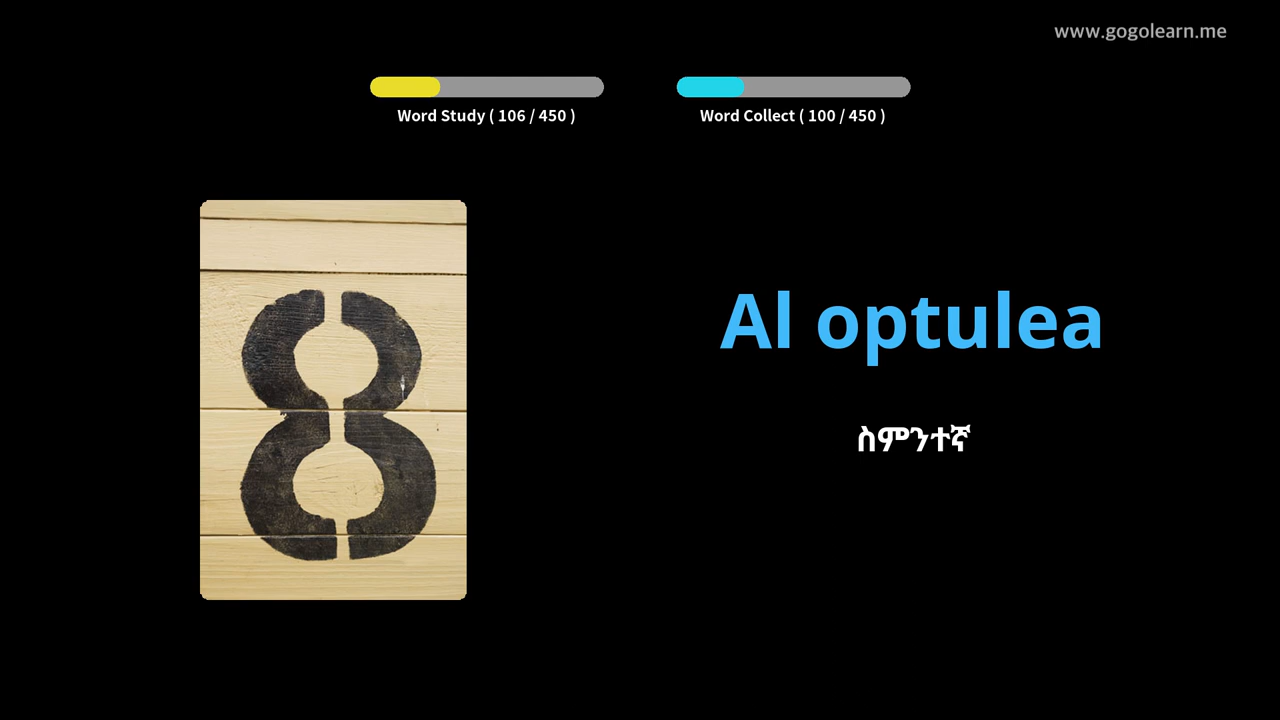 www.gogolearn.me
Word Study ( 106 / 450 )
Word Collect ( 100 / 450 )
8
Al optulea
ስምንተኛ